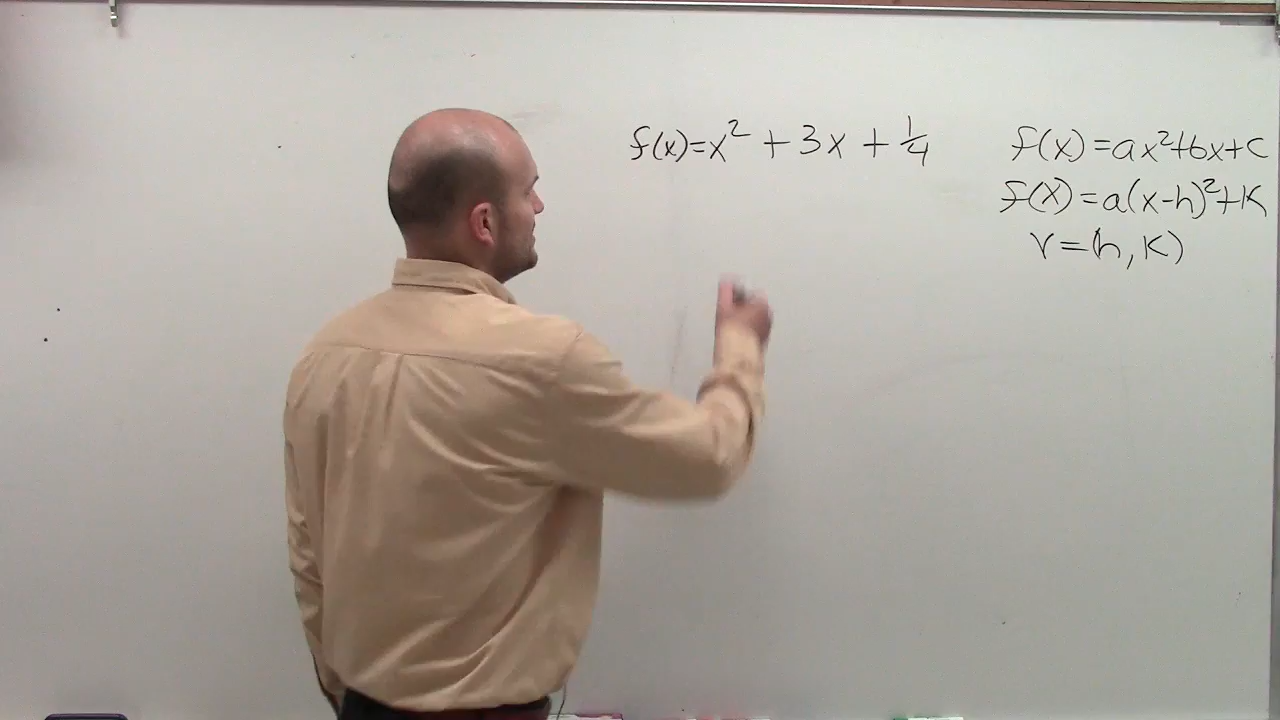 f(x)=x² + 3x + 1/4
f(x)=ax²+bx+c
f(x)=a(x-h)²+k
v=(h,k)